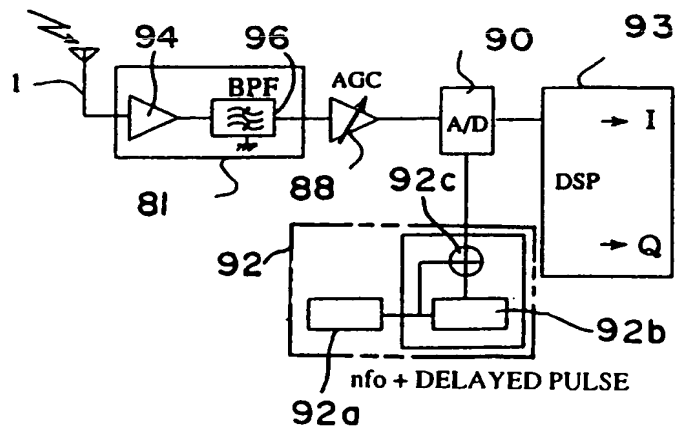 94
96
90
93
1
BPF
AGC
A/D
I
81
88
92c
DSP
92
Q
92b
nfo + DELAYED PULSE
92a